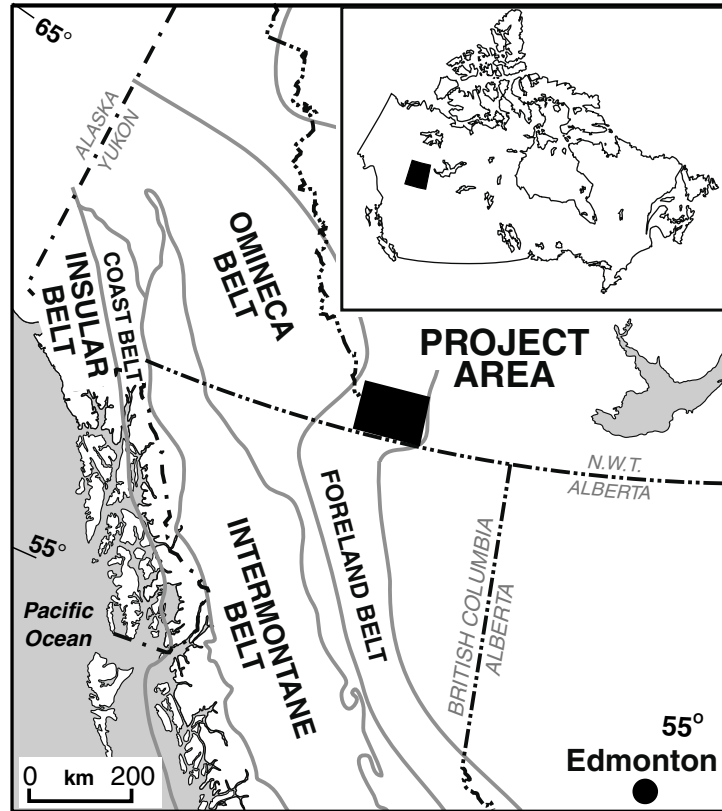 65°
ALASKA
YUKON
INSULAR
BELT
COAST BELT
OMINECA
BELT
PROJECT
AREA
N.W.T.
ALBERTA
FORELAND BELT
INTERMONTANE
BELT
BRITISH COLUMBIA
ALBERTA
55°
Pacific
Ocean
55°
Edmonton
0 km 200